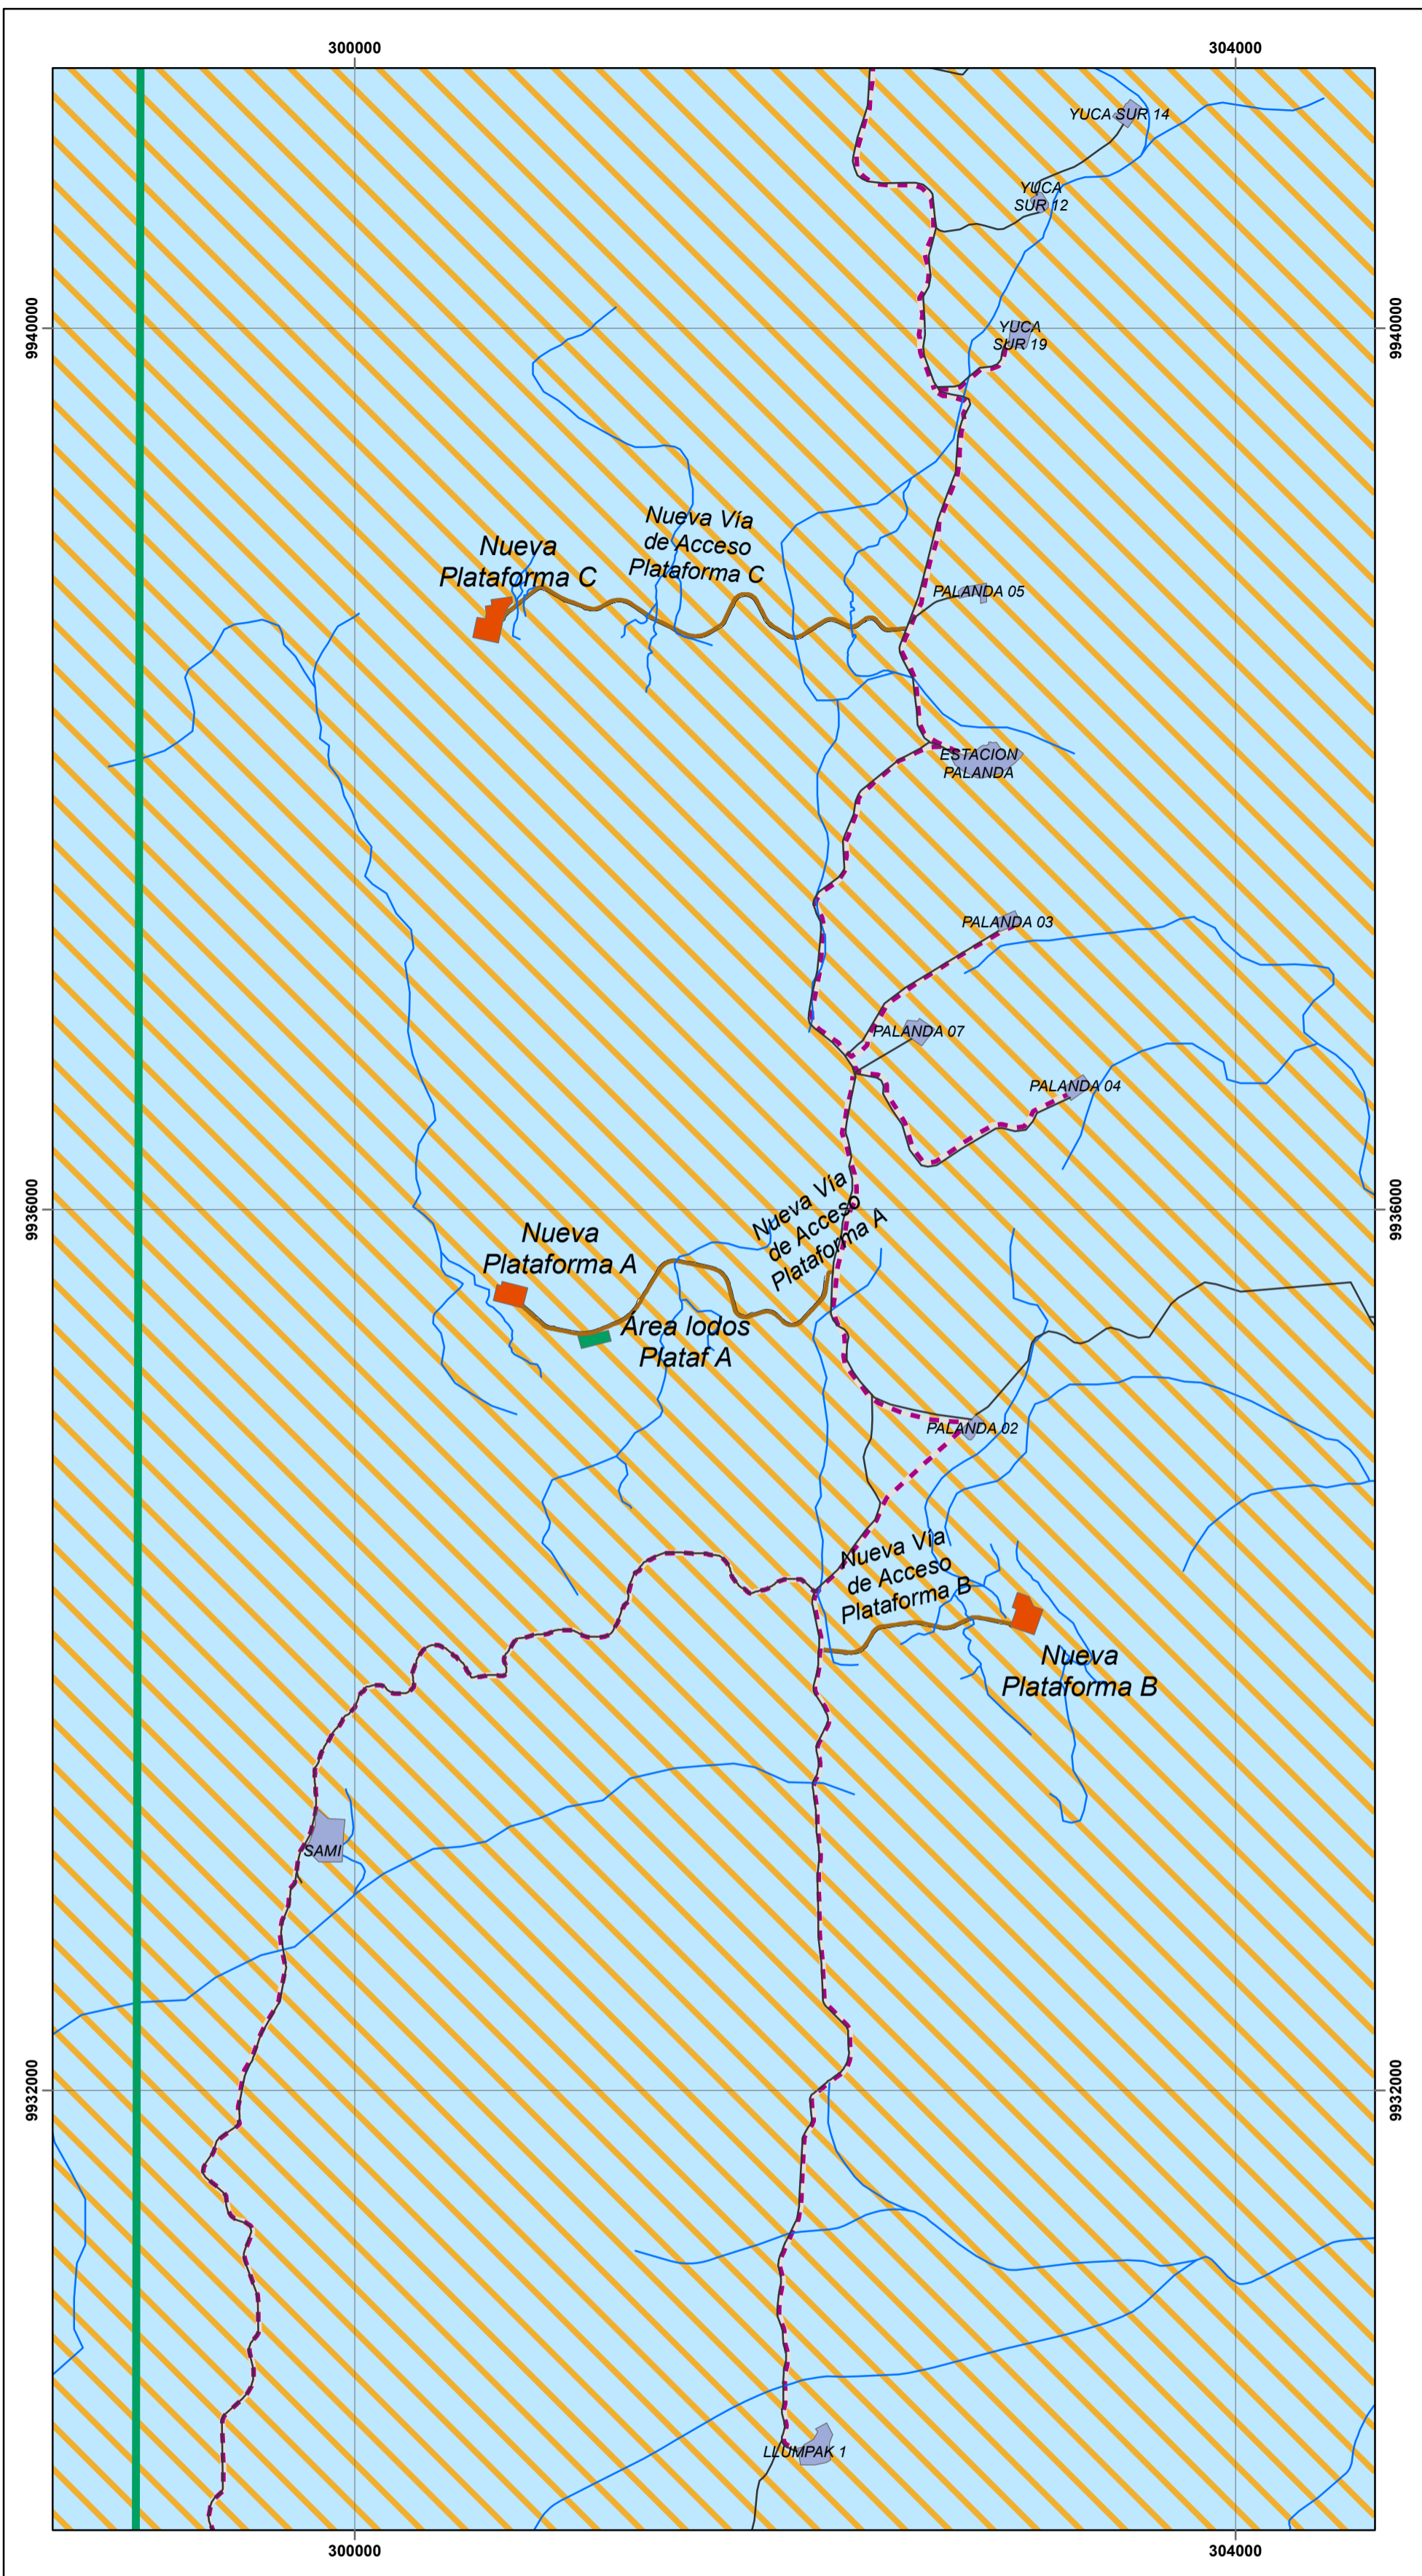 300000
304000
YUCA SUR 14
YUCA
SUR 12
9940000
9940000
YUCA
SUR 19
Nueva Vía
de Acceso
Plataforma C
Nueva
Plataforma C
PALANDA 05
ESTACION
PALANDA
PALANDA 03
PALANDA 07
PALANDA 04
9936000
9936000
Nueva Vía
de Acceso
Plataforma A
Nueva
Plataforma A
Área lodos
Plataf A
PALANDA 02
Nueva Vía
de Acceso
Plataforma B
Nueva
Plataforma B
SAMI
9932000
9932000
LLUMPAK 1
300000
304000